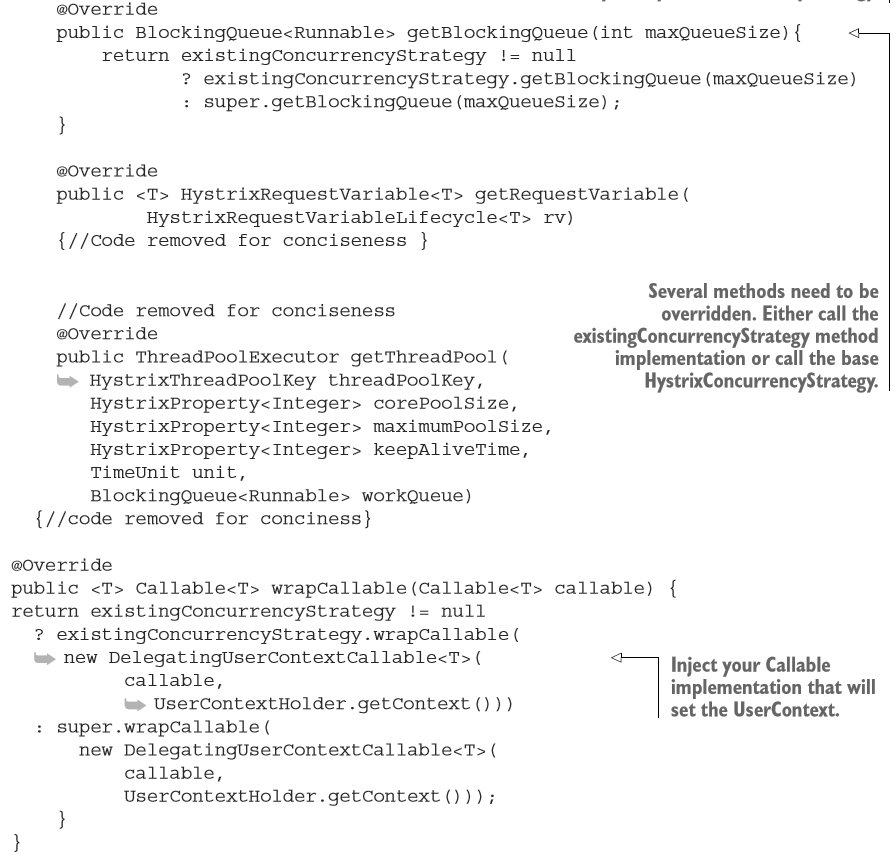 @Override
public BlockingQueue<Runnable> getBlockingQueue(int maxQueueSize){
return existingConcurrencyStrategy != null
? existingConcurrencyStrategy.getBlockingQueue(maxQueueSize)
: super.getBlockingQueue(maxQueueSize);
}
@Override
public <T> HystrixRequestVariable<T> getRequestVariable(
HystrixRequestVariableLifecycle<T> rv)
{//Code removed for conciseness }
//Code removed for conciseness
@Override
public ThreadPoolExecutor getThreadPool(
HystrixThreadPoolKey threadPoolKey,
HystrixProperty<Integer> corePoolSize,
HystrixProperty<Integer> maximumPoolSize,
HystrixProperty<Integer> keepAliveTime,
TimeUnit unit,
BlockingQueue<Runnable> workQueue)
{//code removed for conciness}
Several methods need to be
overridden. Either call the
existingConcurrencyStrategy method
implementation or call the base
HystrixConcurrencyStrategy.
@Override
public <T> Callable<T> wrapCallable(Callable<T> callable) {
return existingConcurrencyStrategy != null
? existingConcurrencyStrategy.wrapCallable(
new DelegatingUserContextCallable<T>(
callable,
UserContextHolder.getContext()))
: super.wrapCallable(
new DelegatingUserContextCallable<T>(
callable,
UserContextHolder.getContext()));
}
}
Inject your Callable
implementation that will
set the UserContext.